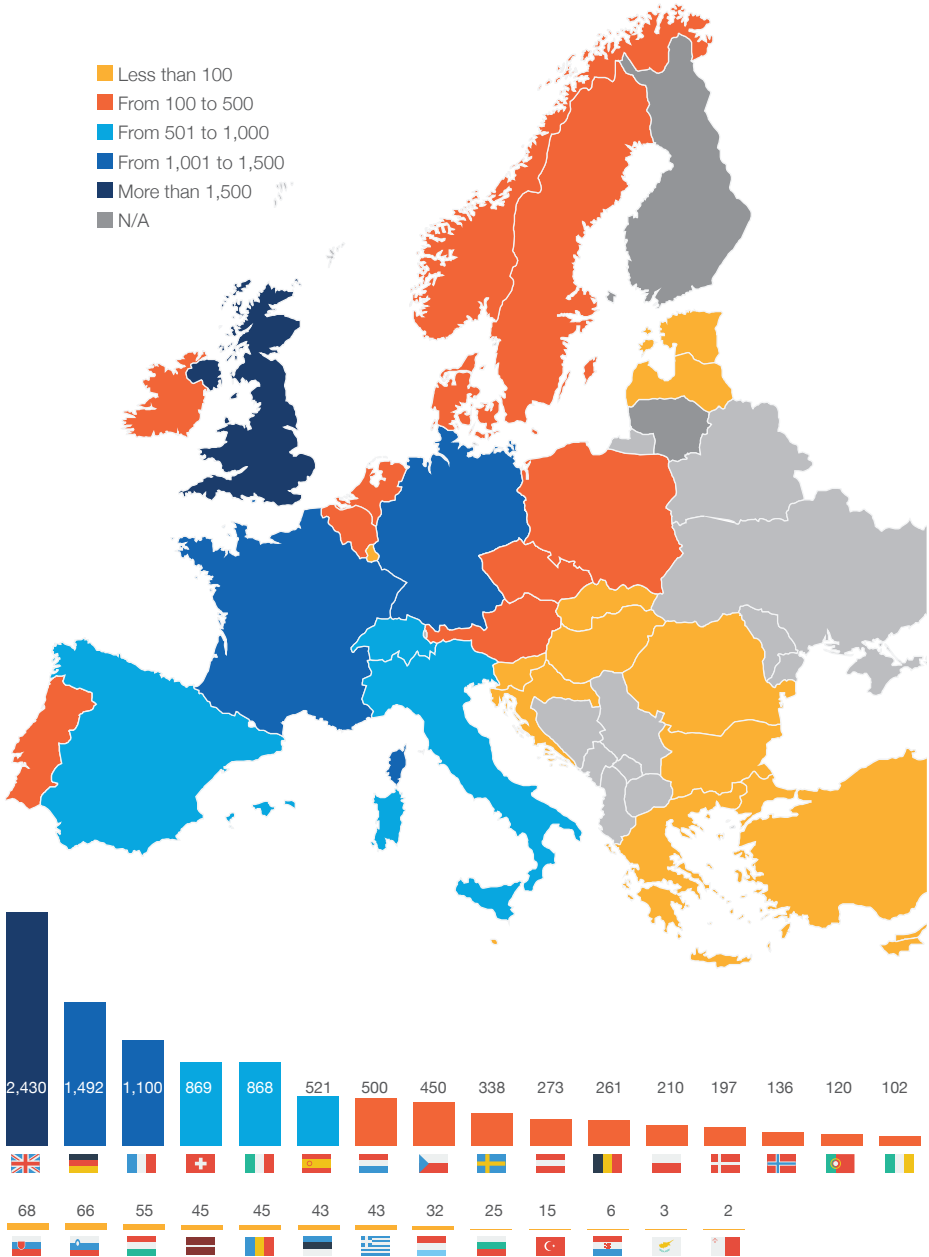 Less than 100
From 100 to 500
From 501 to 1,000
From 1,001 to 1,500
More than 1,500
N/A
2,430 1,492 1,100 869 868 521 500 450 338 273 261 210 197 136 120 102
68 66 55 45 45 43 43 32 25 15 6 3 2